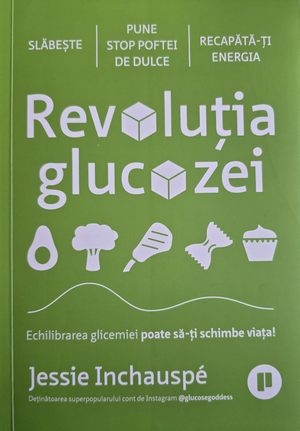 SLĂBEȘTE
PUNE
STOP POFTEI
DE DULCE
RECAPĂTĂ-ȚI
ENERGIA
Revoluția
glucozei
Echilibrarea glicemiei poate să-ți schimbe viața!
Jessie Inchauspé
Deținătoarea superpopularului cont de Instagram @glucosegoddess